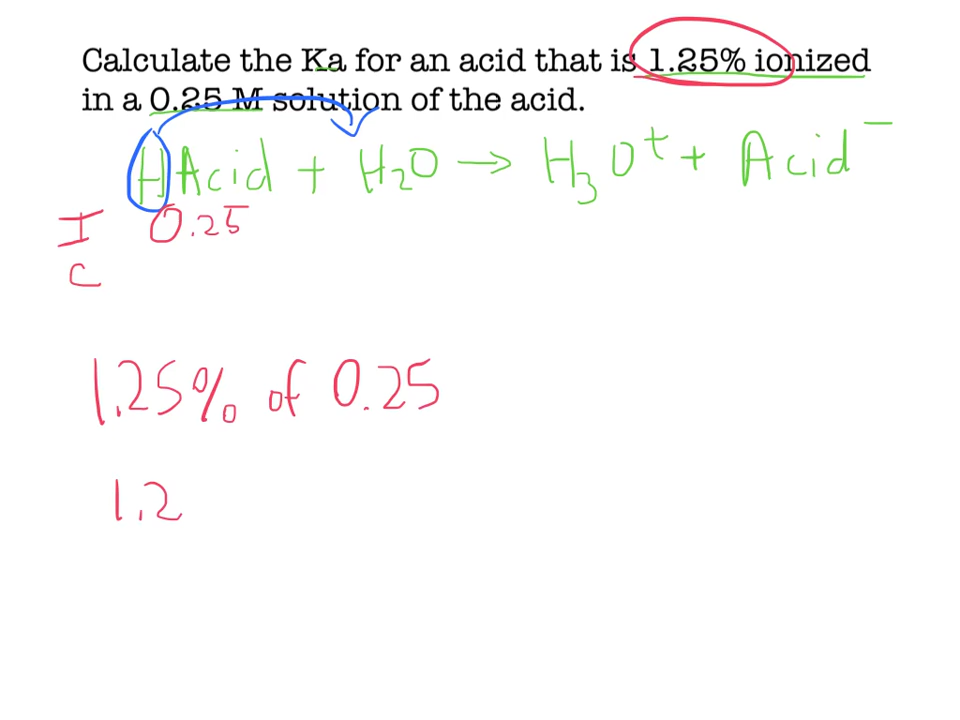 Calculate the Ka for an acid that is 1.25% ionized
in a 0.25 M solution of the acid.
HAcid + H₂O → H₃O⁺ + Acid⁻
I 0.25
C
1.25% of 0.25
1.2